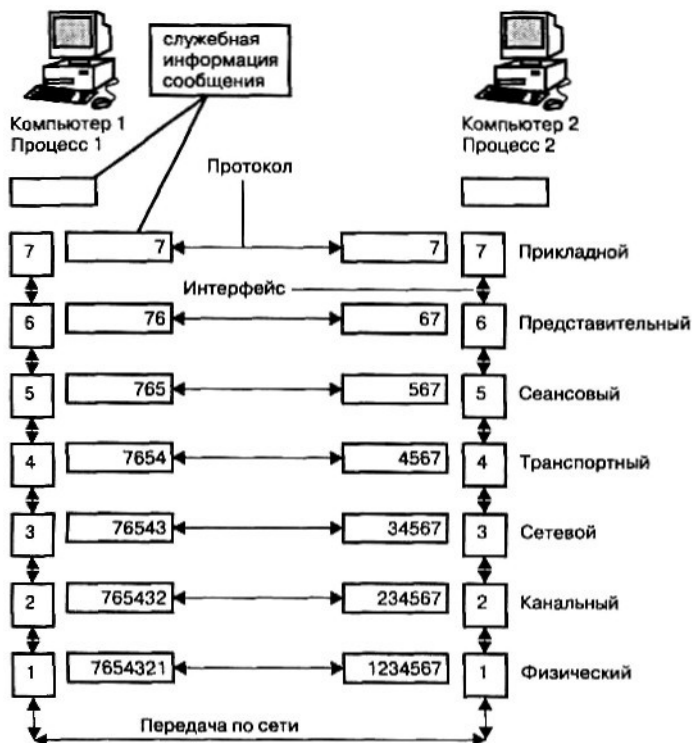 служебная
информация
сообщения
Компьютер 1
Процесс 1
Компьютер 2
Процесс 2
Протокол
7 7 7 7 Прикладной
Интерфейс
6 76 67 6 Представительный
5 765 567 5 Сеансовый
4 7654 4567 4 Транспортный
3 76543 34567 3 Сетевой
2 765432 234567 2 Канальный
1 7654321 1234567 1 Физический
Передача по сети